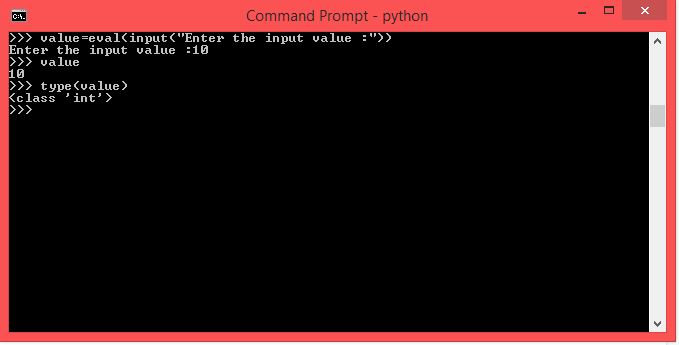 Command Prompt - python
>>> value=eval(input("Enter the input value :"))
Enter the input value :10
>>> value
10
>>> type(value)
<class 'int'>
>>>